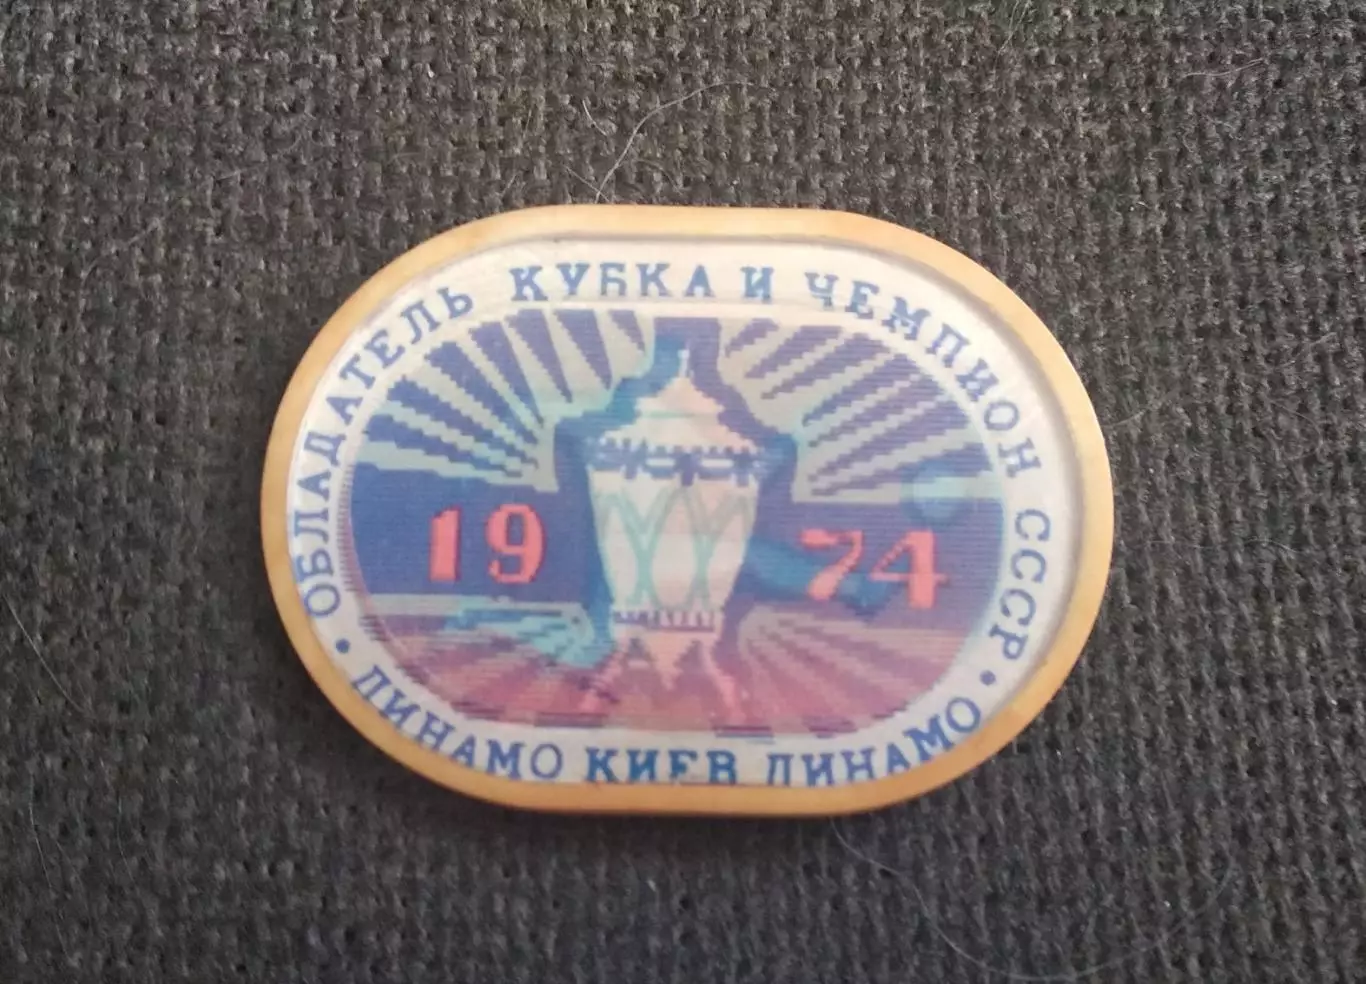 ОБЛАДАТЕЛЬ КУБКА И ЧЕМПИОН СССР
19 74
• ДИНАМО КИЕВ ДИНАМО •